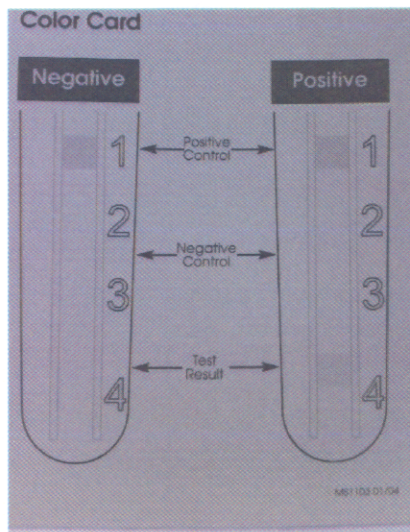 Color Card
Negative
Positive
1
Positive
Control
1
2
2
Negative
Control
3
3
Test
Result
4
4
MS1103 01/04